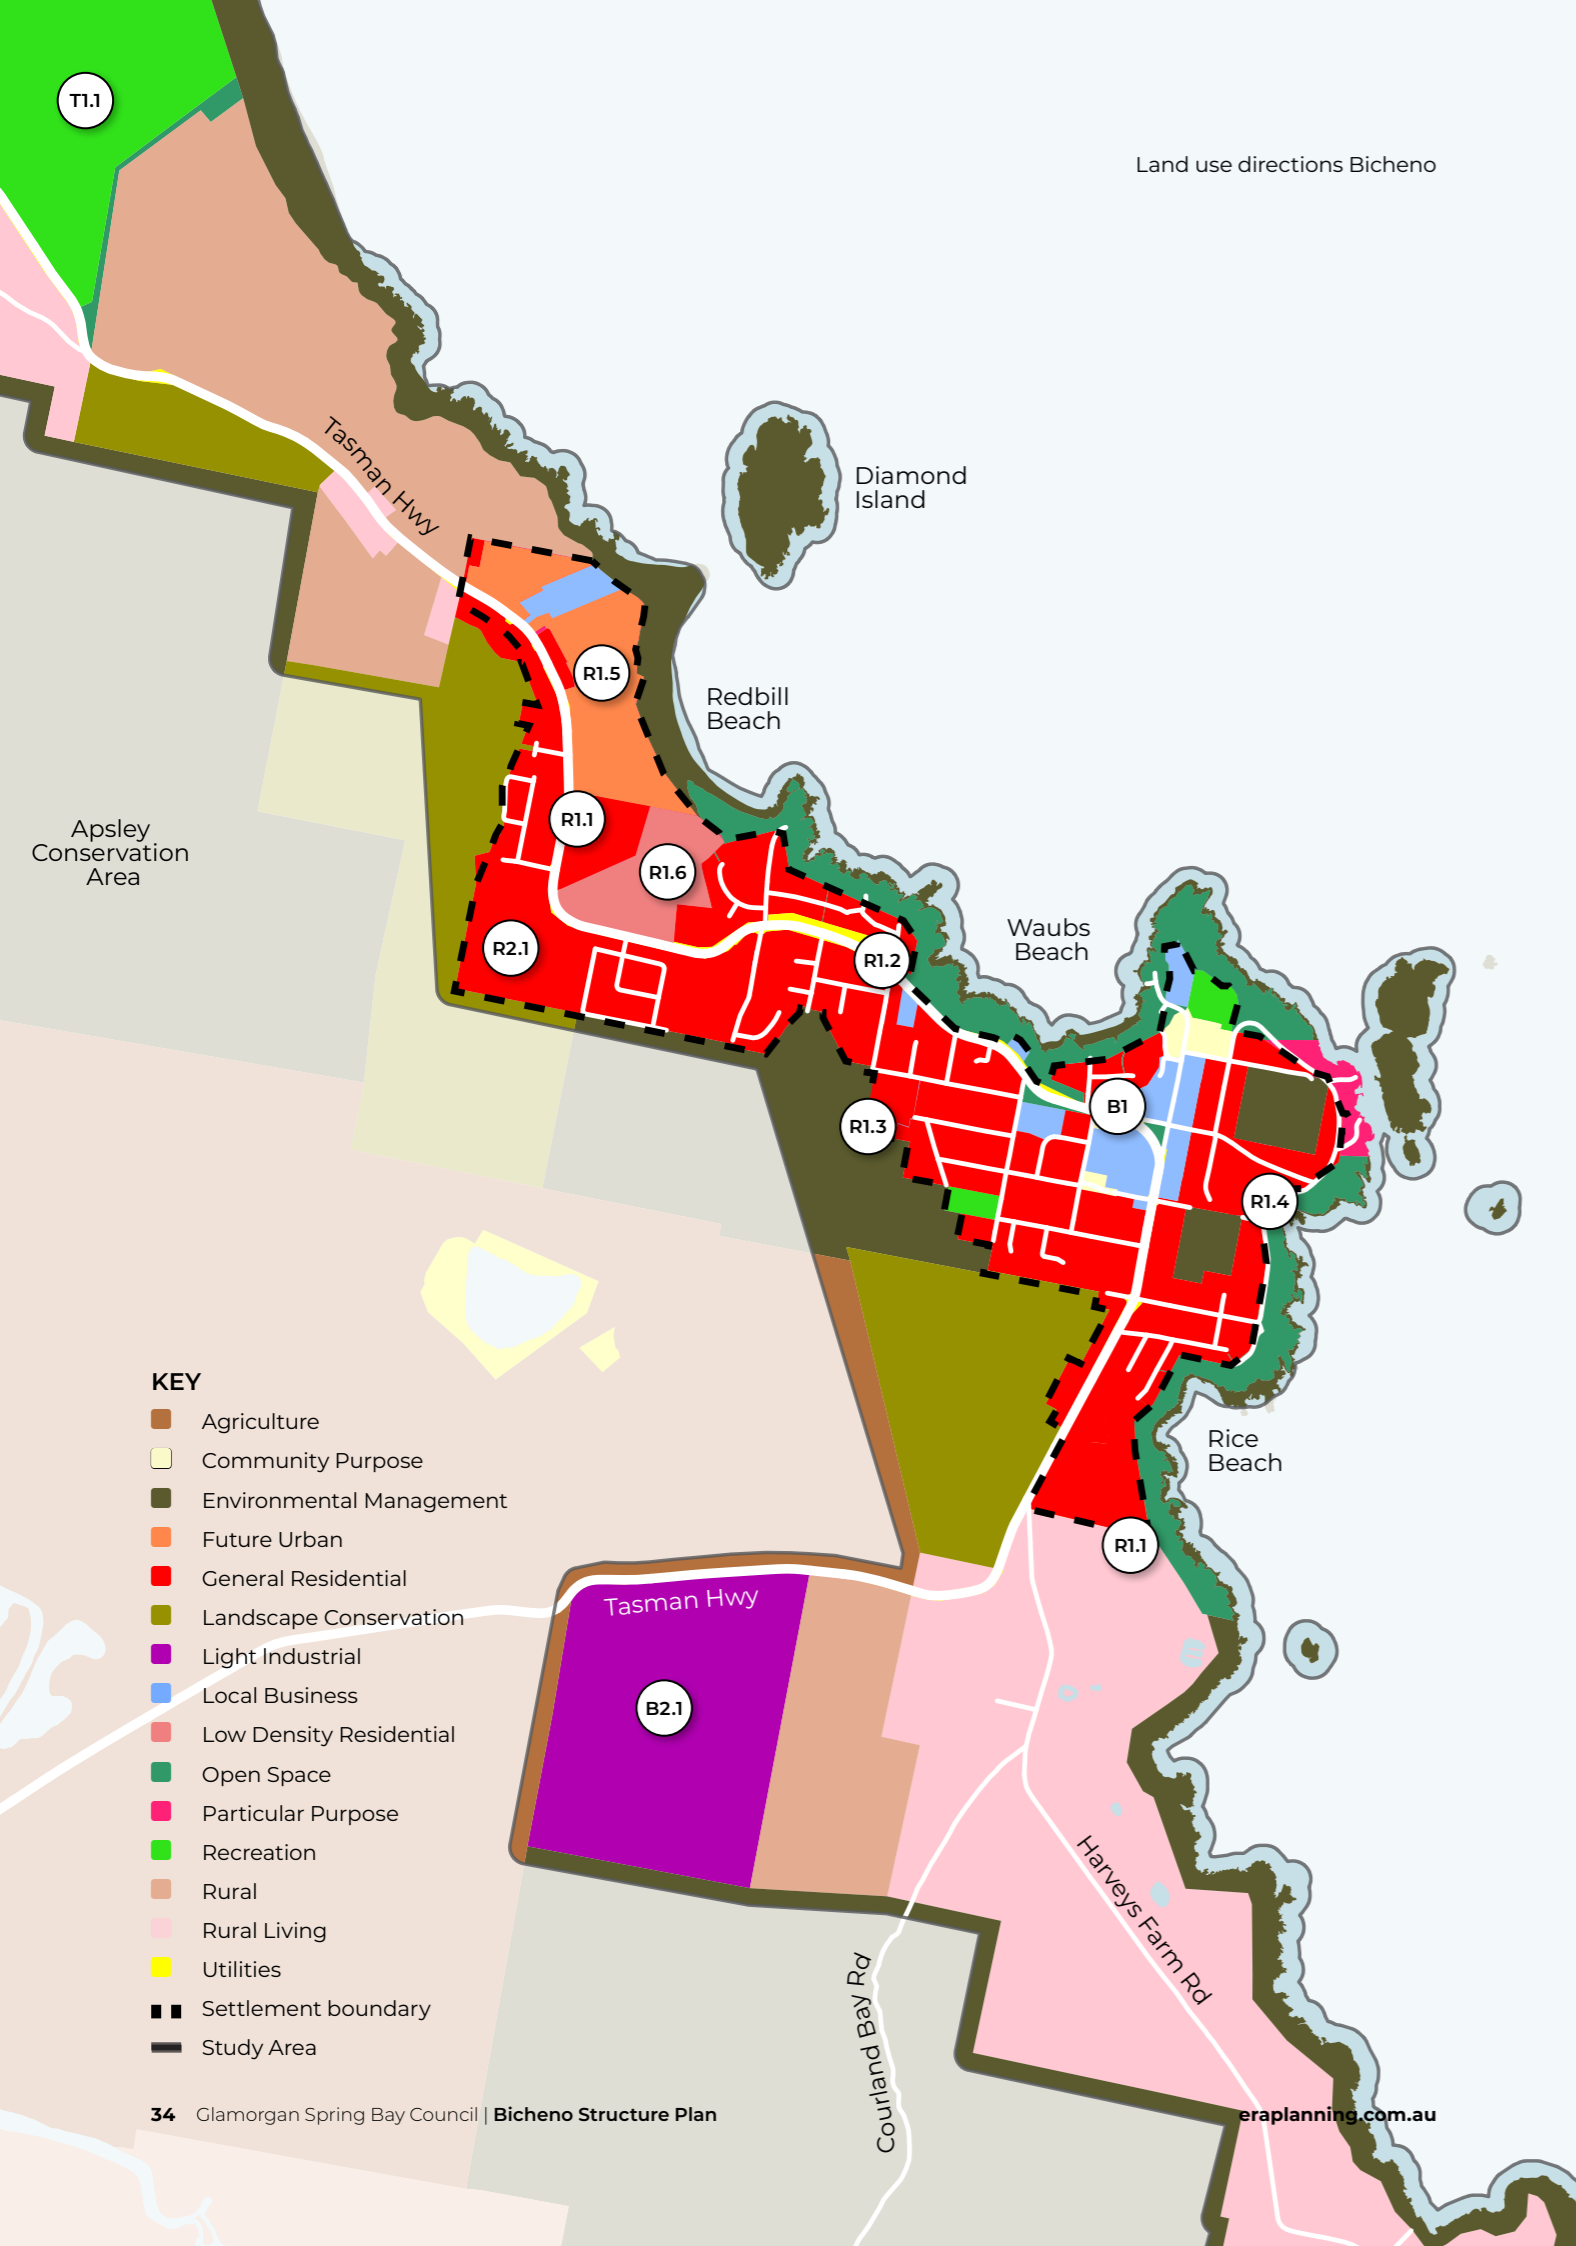 T1.1
Land use directions Bicheno
Tasman Hwy
Diamond
Island
R1.5
Redbill
Beach
Apsley
Conservation
Area
R1.1
R1.6
R2.1
R1.2
Waubs
Beach
B1
R1.3
R1.4
Rice
Beach
R1.1
Tasman Hwy
B2.1
Harveys Farm Rd
Courland Bay Rd
KEY
Agriculture
Community Purpose
Environmental Management
Future Urban
General Residential
Landscape Conservation
Light Industrial
Local Business
Low Density Residential
Open Space
Particular Purpose
Recreation
Rural
Rural Living
Utilities
Settlement boundary
Study Area
34 Glamorgan Spring Bay Council | Bicheno Structure Plan
eraplanning.com.au